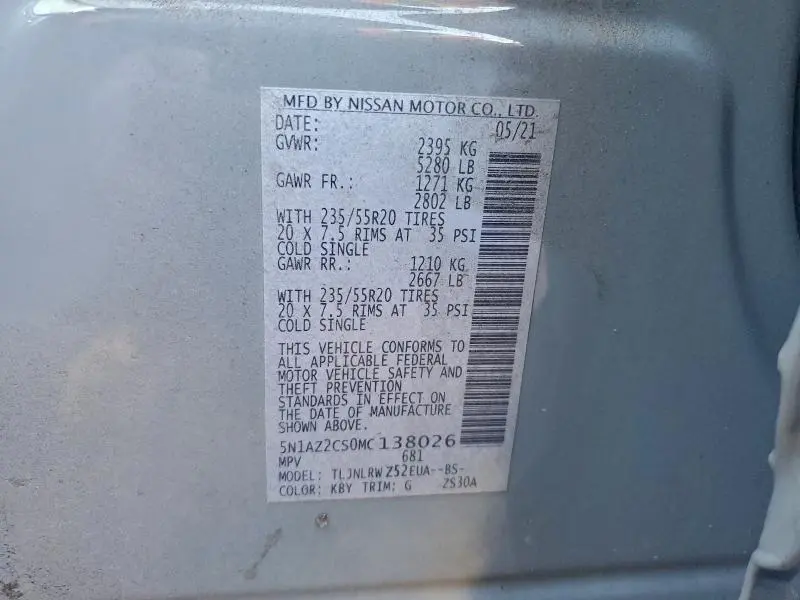 MFD BY NISSAN MOTOR CO., LTD.
DATE: 05/21
GVWR: 2395 KG
5280 LB
GAWR FR.: 1271 KG
2802 LB
WITH 235/55R20 TIRES
20 X 7.5 RIMS AT 35 PSI
COLD SINGLE
GAWR RR.: 1210 KG
2667 LB
WITH 235/55R20 TIRES
20 X 7.5 RIMS AT 35 PSI
COLD SINGLE
THIS VEHICLE CONFORMS TO
ALL APPLICABLE FEDERAL
MOTOR VEHICLE SAFETY AND
THEFT PREVENTION
STANDARDS IN EFFECT ON
THE DATE OF MANUFACTURE
SHOWN ABOVE.
5N1AZ2CS0MC138026
MPV 681
MODEL: TLJNLRW Z52EUA--BS-
COLOR: KBY TRIM: G ZS30A